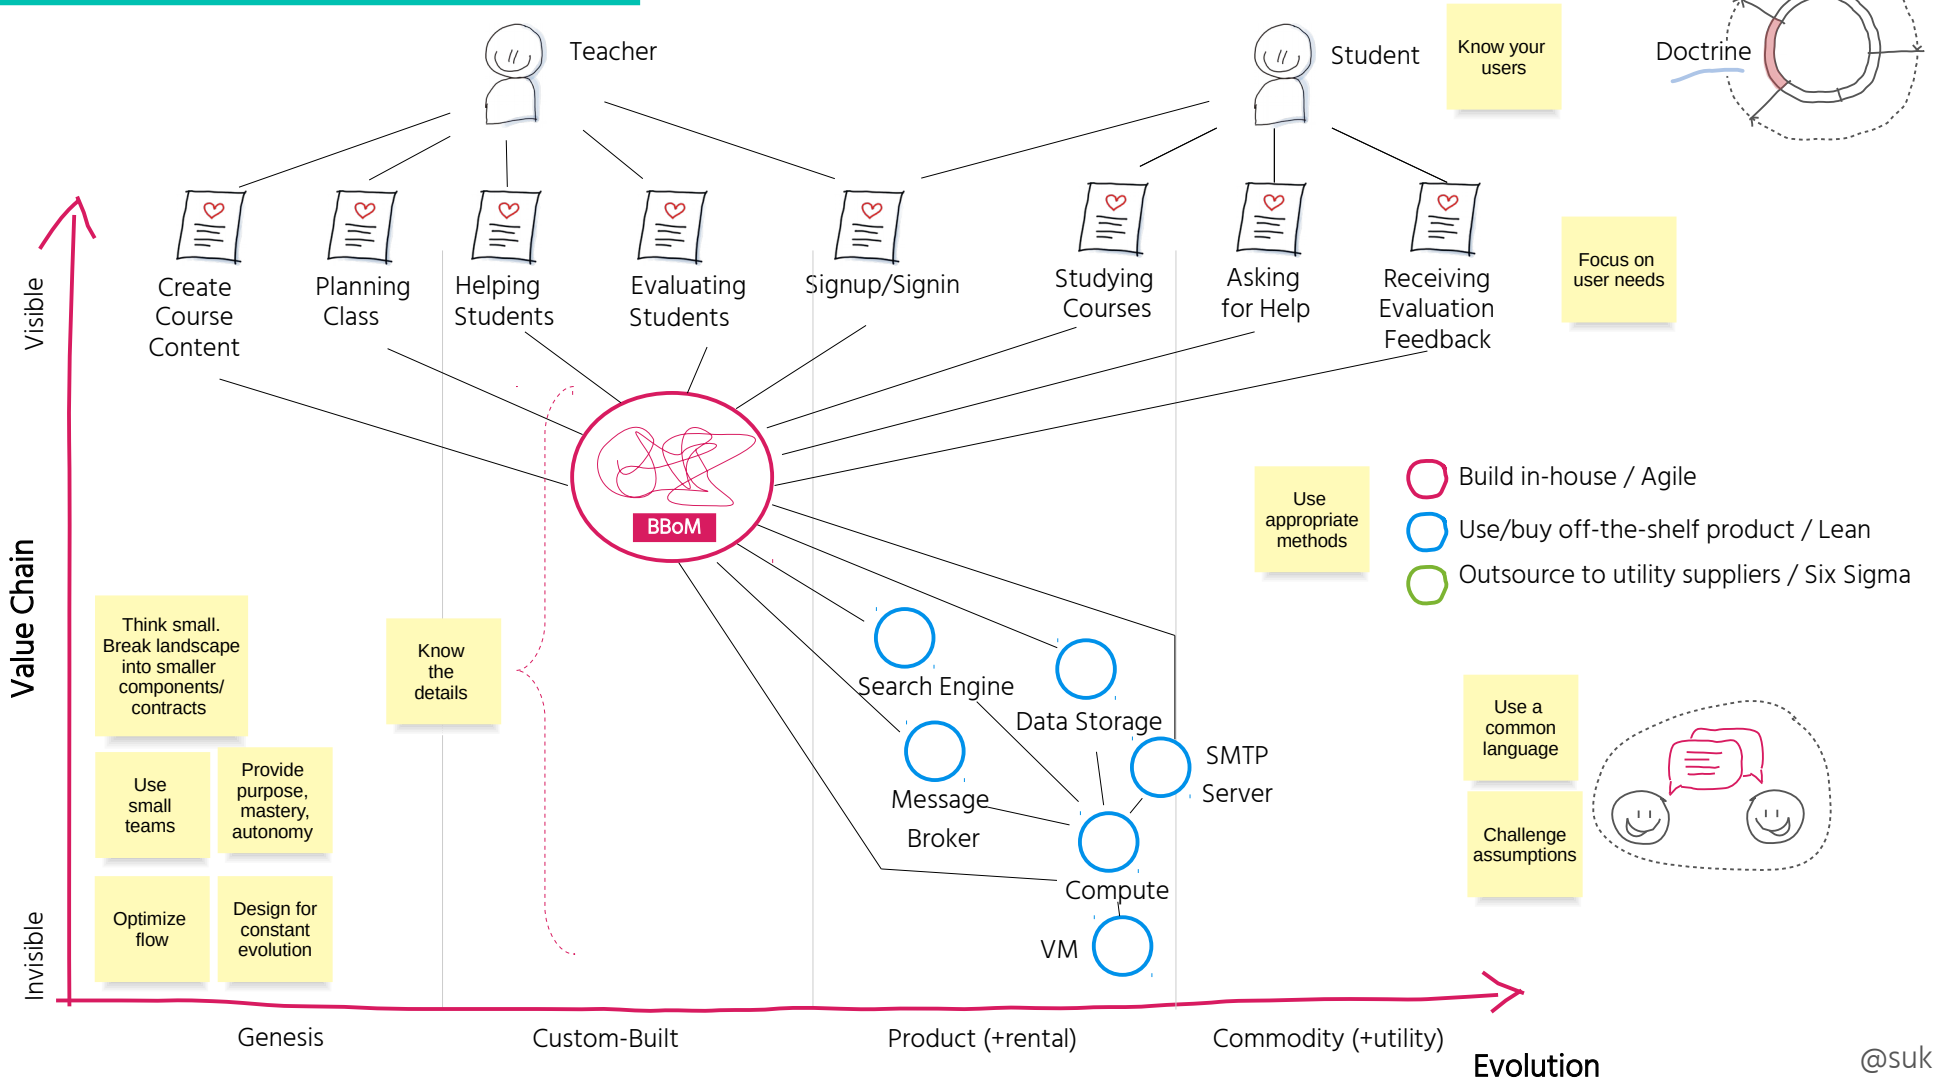 Teacher
Student
Know your
users
Doctrine
Create
Course
Content
Planning
Class
Helping
Students
Evaluating
Students
Signup/Signin
Studying
Courses
Asking
for Help
Receiving
Evaluation
Feedback
Focus on
user needs
Visible
Value Chain
Invisible
BBoM
Use
appropriate
methods
Build in-house / Agile
Use/buy off-the-shelf product / Lean
Outsource to utility suppliers / Six Sigma
Think small.
Break landscape
into smaller
components/
contracts
Know
the
details
Use
small
teams
Provide
purpose,
mastery,
autonomy
Optimize
flow
Design for
constant
evolution
Search Engine
Data Storage
SMTP
Server
Message
Broker
Compute
VM
Use a
common
language
Challenge
assumptions
Genesis
Custom-Built
Product (+rental)
Commodity (+utility)
Evolution
@suk